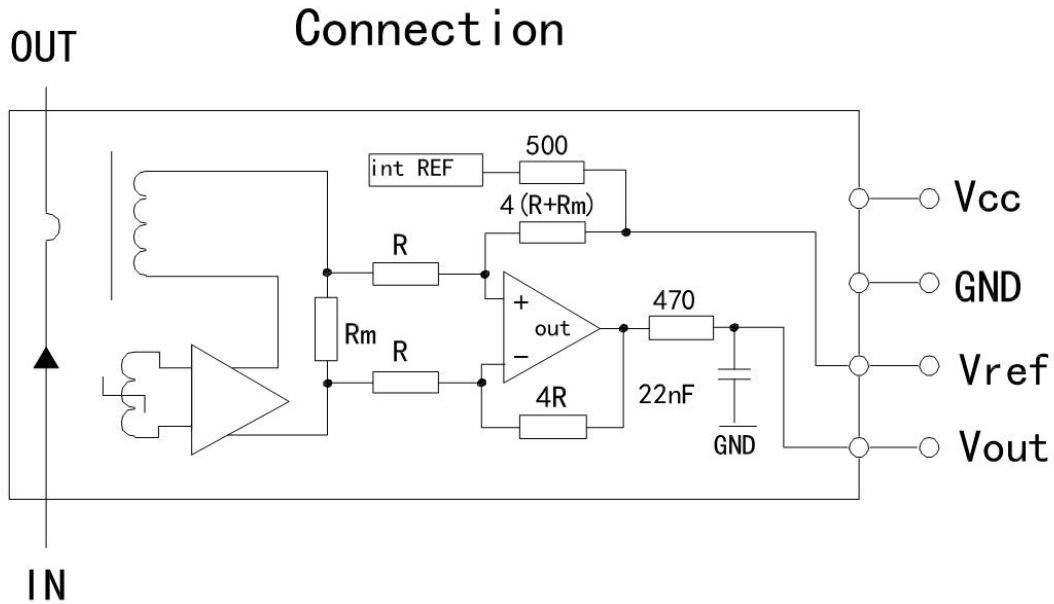 Connection
OUT
500
int REF
4(R+Rm)
Vcc
R
+
out
470
GND
Rm
R
−
Vref
4R
22nF
GND
Vout
IN